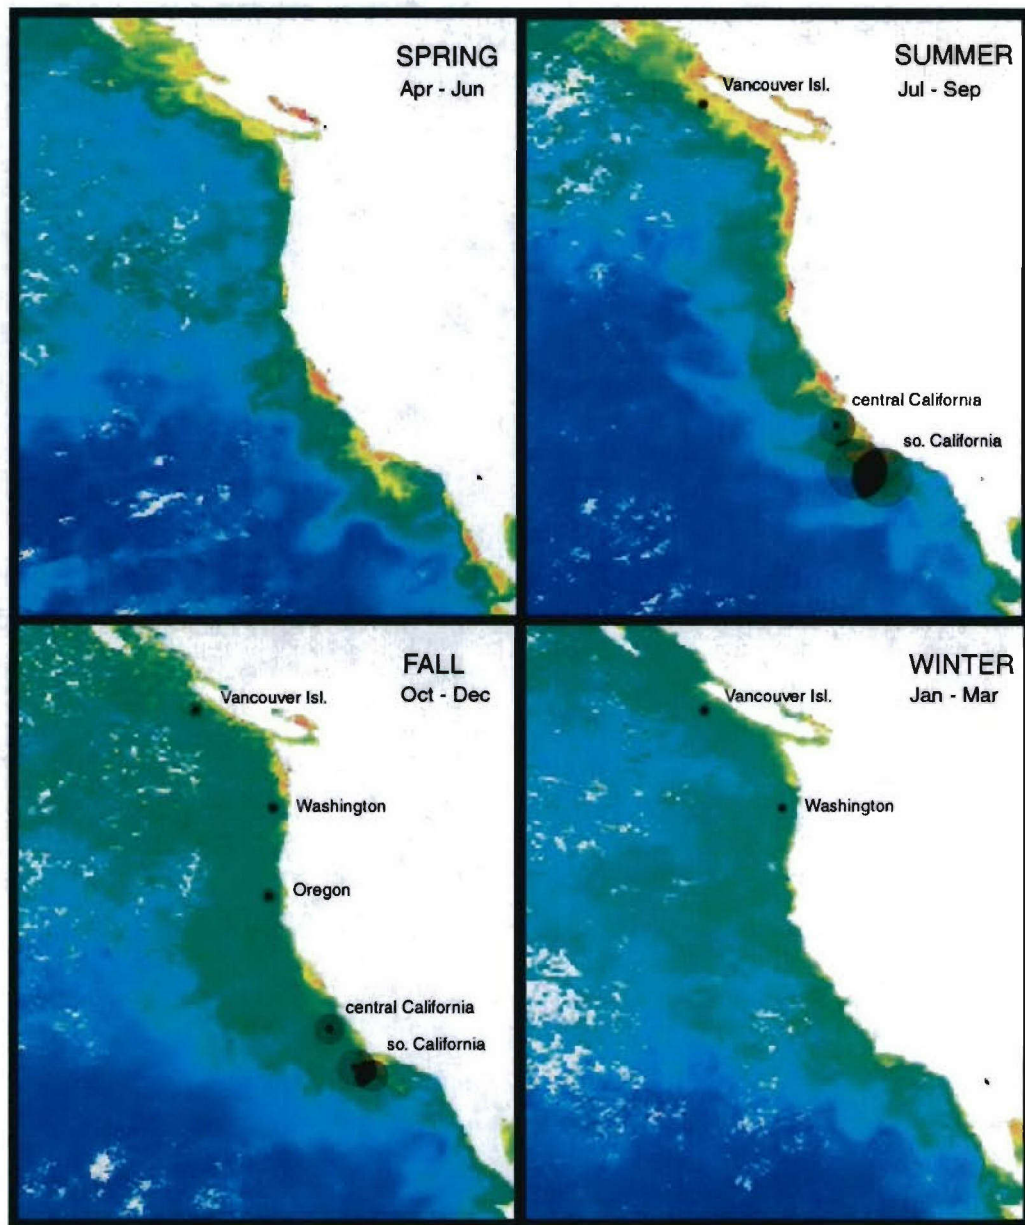 SPRING
Apr - Jun
SUMMER
Jul - Sep
Vancouver Isl.
central California
so. California
FALL
Oct - Dec
Vancouver Isl.
Washington
Oregon
central California
so. California
WINTER
Jan - Mar
Vancouver Isl.
Washington